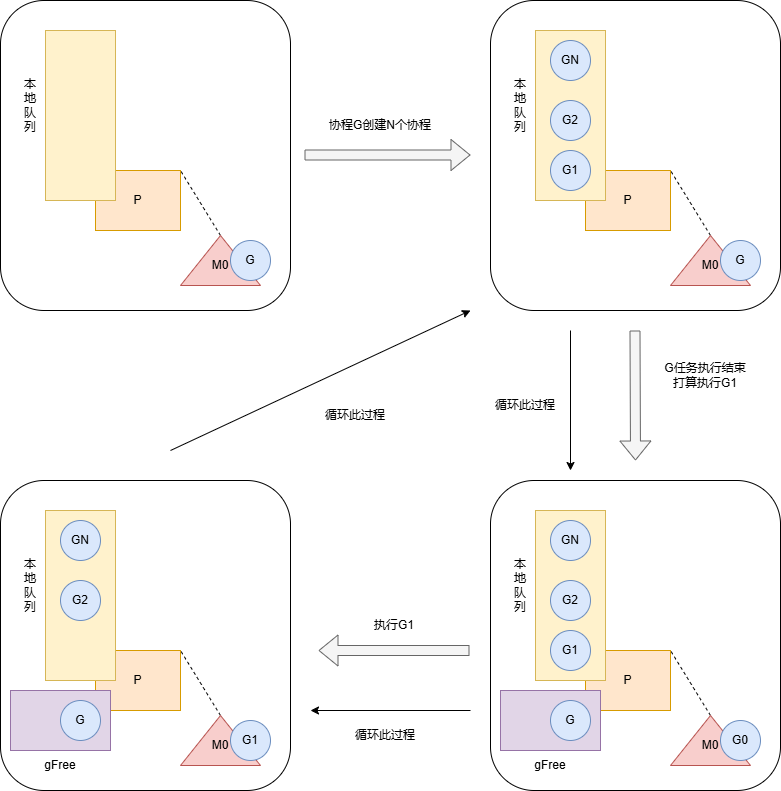 本地队列
P
M0
G
协程G创建N个协程
本地队列
GN
G2
G1
P
M0
G
循环此过程
循环此过程
G任务执行结束
打算执行G1
本地队列
GN
G2
P
G
gFree
M0
G1
执行G1
循环此过程
本地队列
GN
G2
G1
P
G
gFree
M0
G0